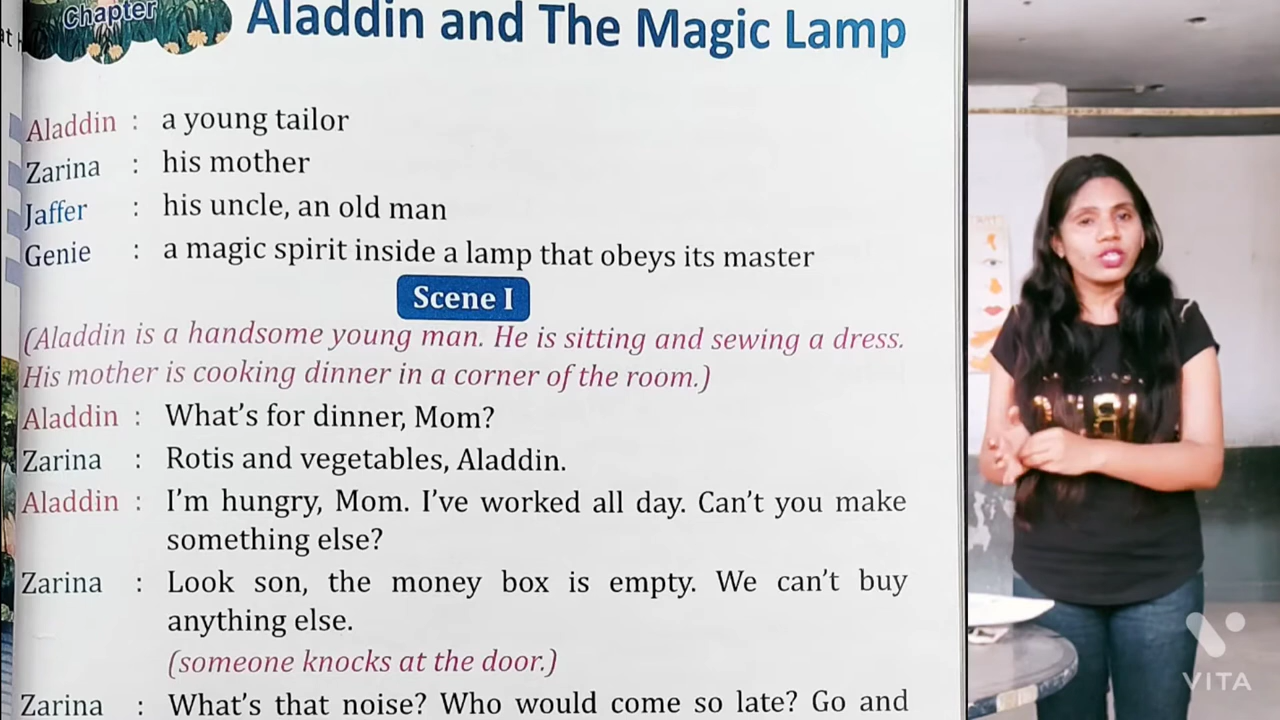 Chapter
Aladdin and The Magic Lamp
Aladdin : a young tailor
Zarina : his mother
Jaffer : his uncle, an old man
Genie : a magic spirit inside a lamp that obeys its master
Scene I
(Aladdin is a handsome young man. He is sitting and sewing a dress.
His mother is cooking dinner in a corner of the room.)
Aladdin : What's for dinner, Mom?
Zarina : Rotis and vegetables, Aladdin.
Aladdin : I'm hungry, Mom. I've worked all day. Can't you make
something else?
Zarina : Look son, the money box is empty. We can't buy
anything else.
(someone knocks at the door.)
Zarina : What's that noise? Who would come so late? Go and
VITA